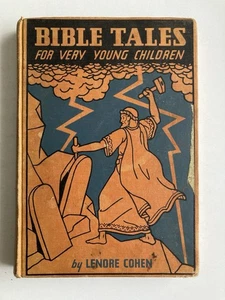 BIBLE TALES
FOR VERY YOUNG CHILDREN
by LENORE COHEN